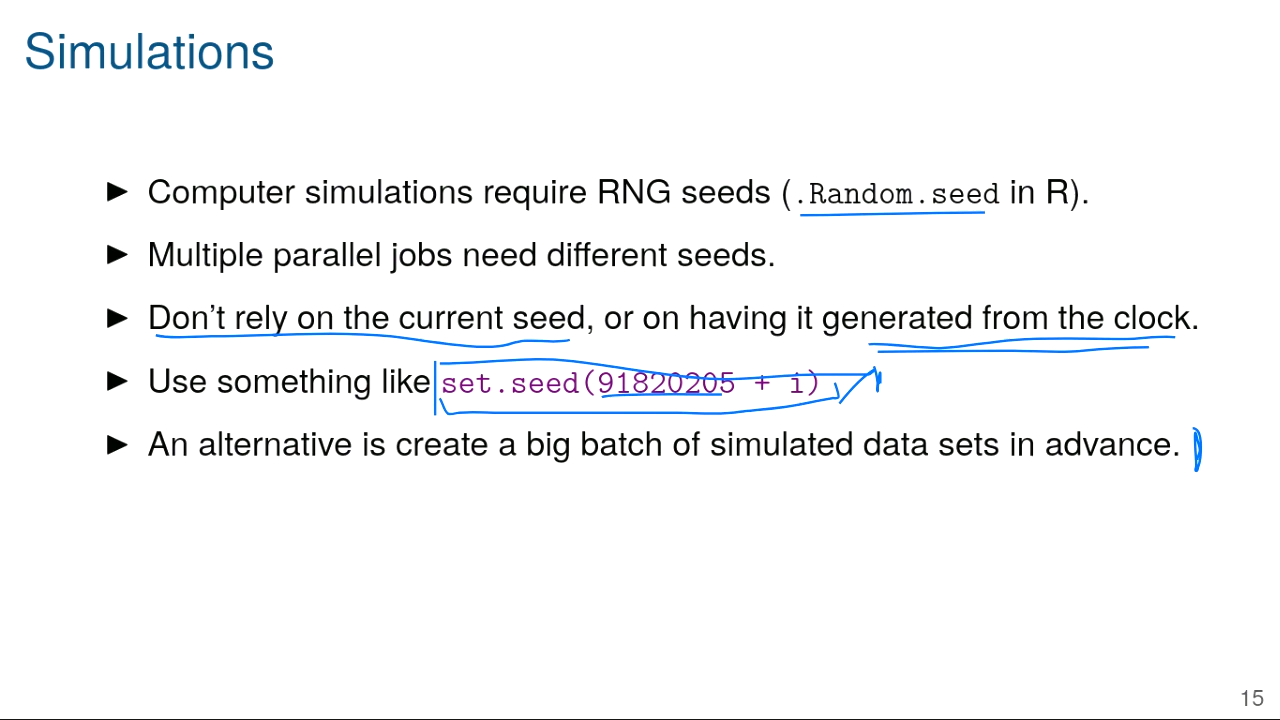 Simulations
▶ Computer simulations require RNG seeds (.Random.seed in R).
▶ Multiple parallel jobs need different seeds.
▶ Don't rely on the current seed, or on having it generated from the clock.
▶ Use something like set.seed(91820205 + i)
▶ An alternative is create a big batch of simulated data sets in advance.
15